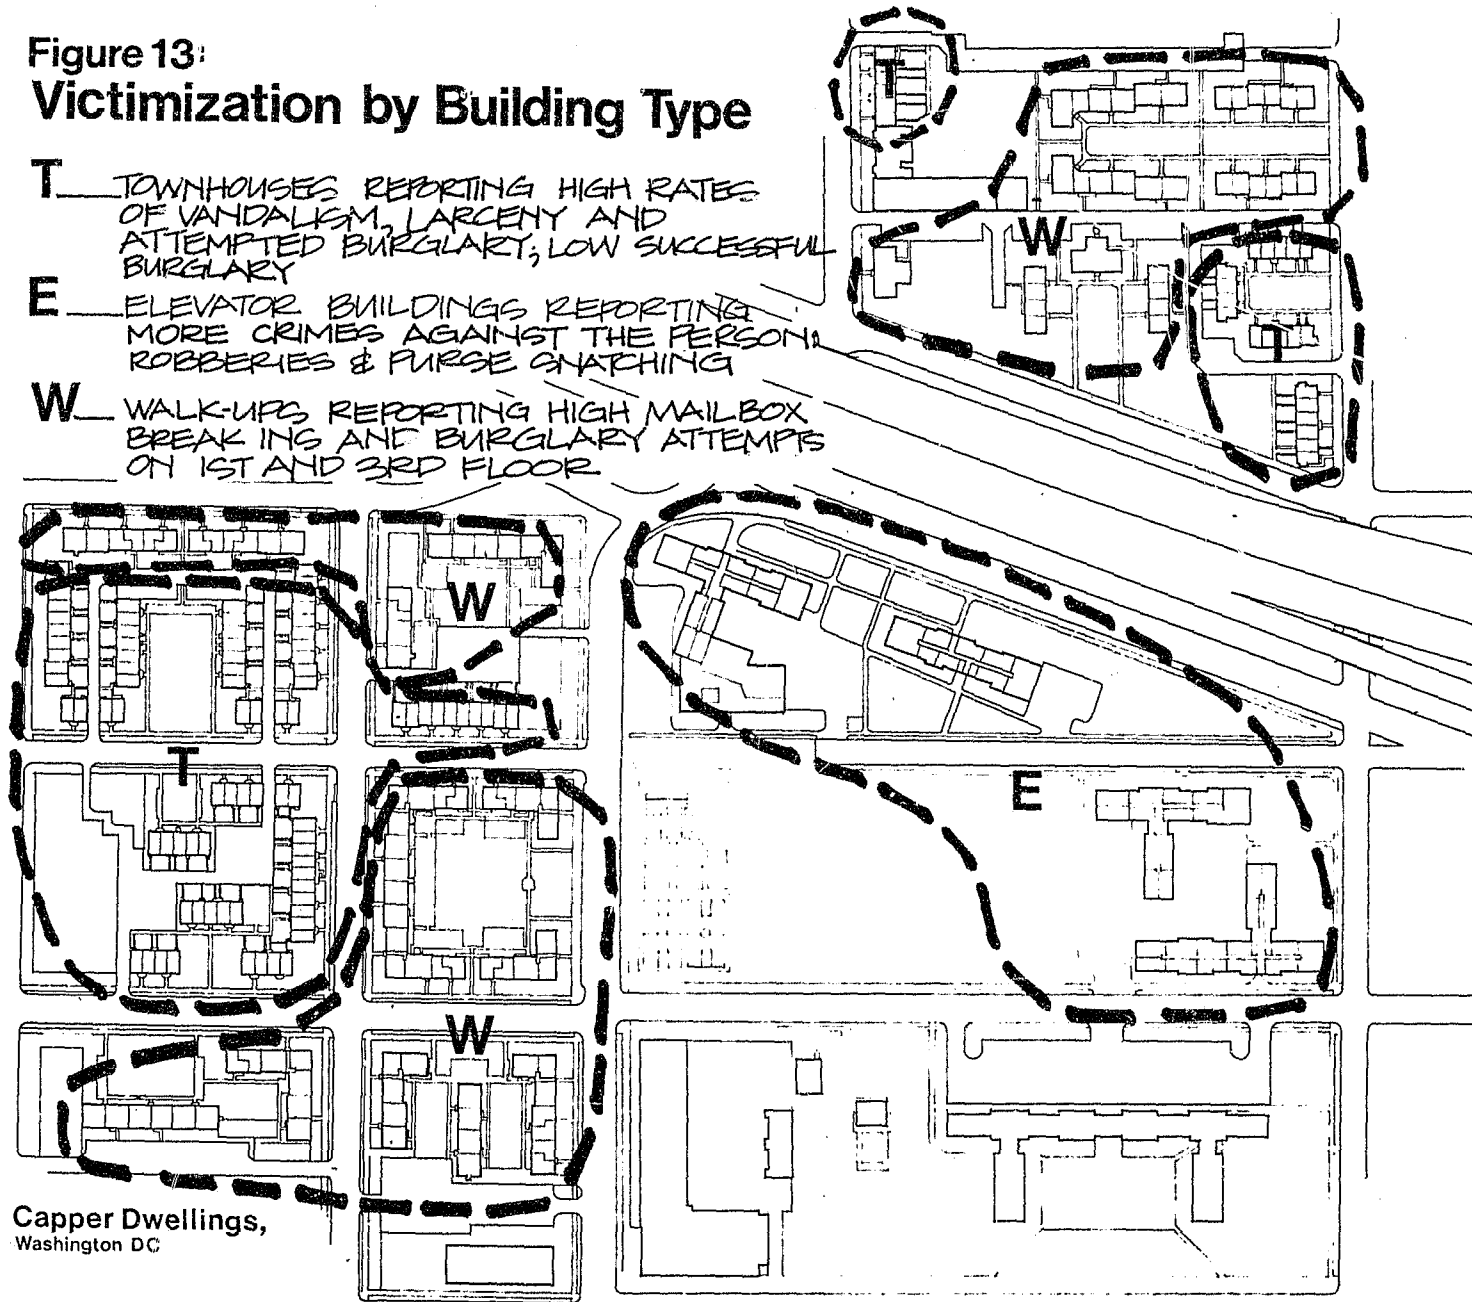 Figure 13:
Victimization by Building Type
T TOWNHOUSES REPORTING HIGH RATES
OF VANDALISM, LARCENY AND
ATTEMPTED BURGLARY; LOW SUCCESSFUL
BURGLARY
E ELEVATOR BUILDINGS REPORTING
MORE CRIMES AGAINST THE PERSON:
ROBBERIES & PURSE SNATCHING
W WALK-UPS REPORTING HIGH MAILBOX
BREAK INS AND BURGLARY ATTEMPTS
ON 1ST AND 3RD FLOOR
T
W
T
W
T
E
W
Capper Dwellings,
Washington DC